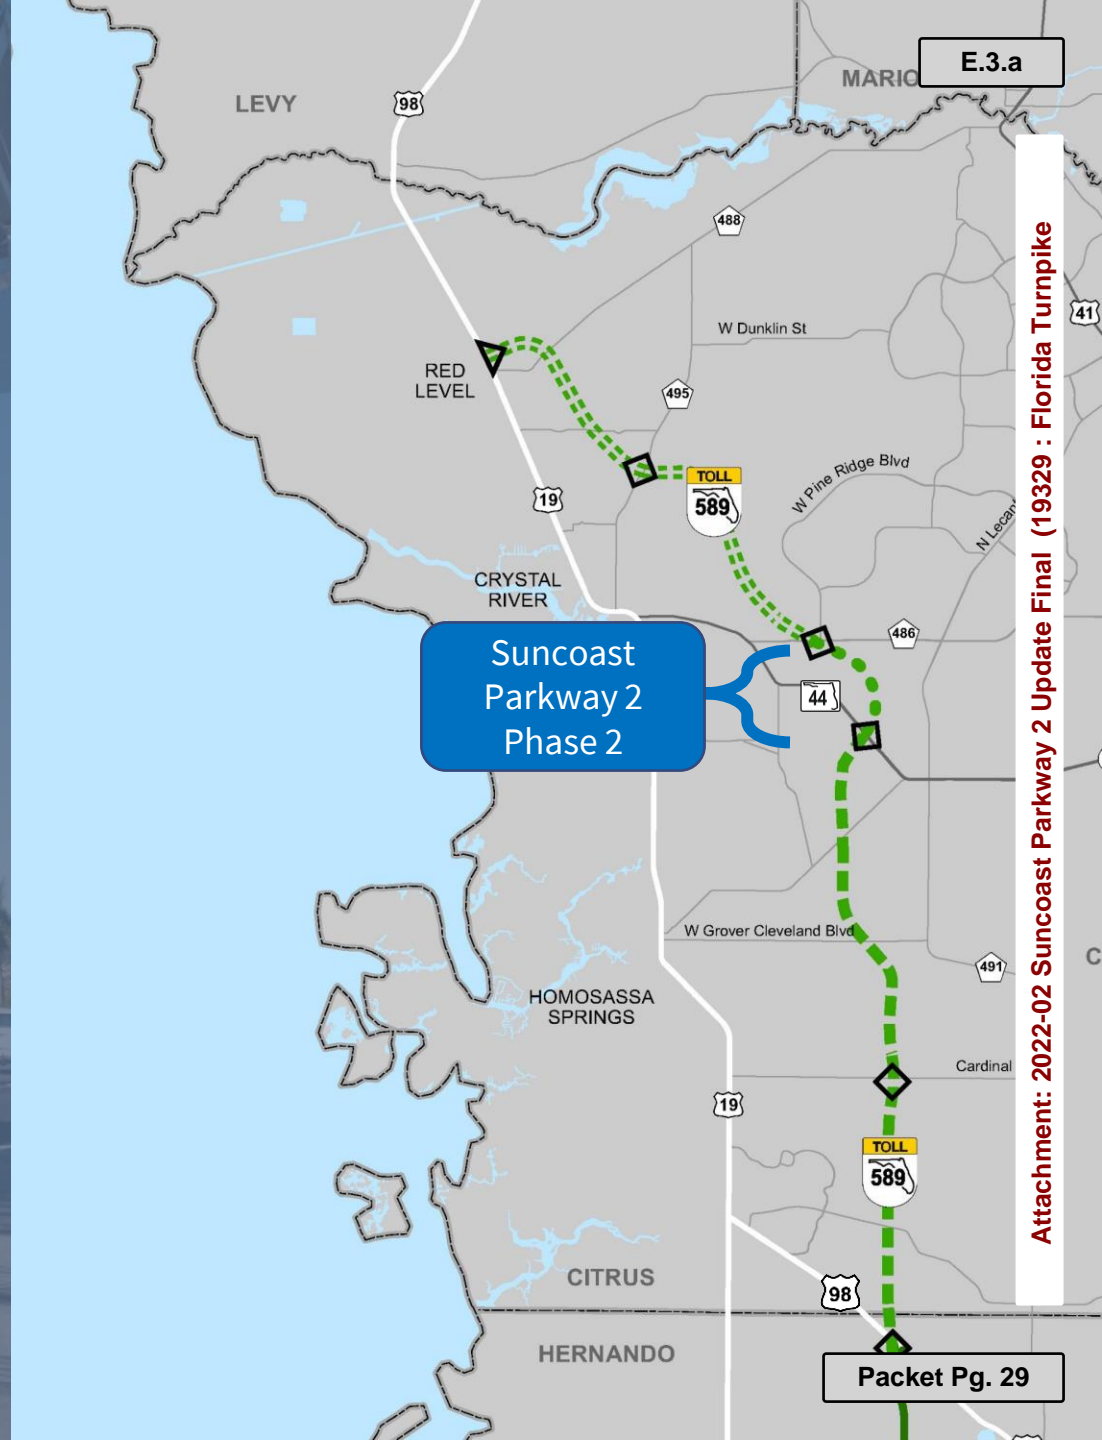 E.3.a
MARIO
LEVY
98
488
41
W Dunklin St
RED
LEVEL
495
W Pine Ridge Blvd
TOLL
589
19
N Lecan
CRYSTAL
RIVER
486
Suncoast
Parkway 2
Phase 2
44
W Grover Cleveland Blvd
491
C
HOMOSASSA
SPRINGS
Cardinal
19
TOLL
589
CITRUS
98
HERNANDO
Packet Pg. 29
Attachment: 2022-02 Suncoast Parkway 2 Update Final (19329 : Florida Turnpike